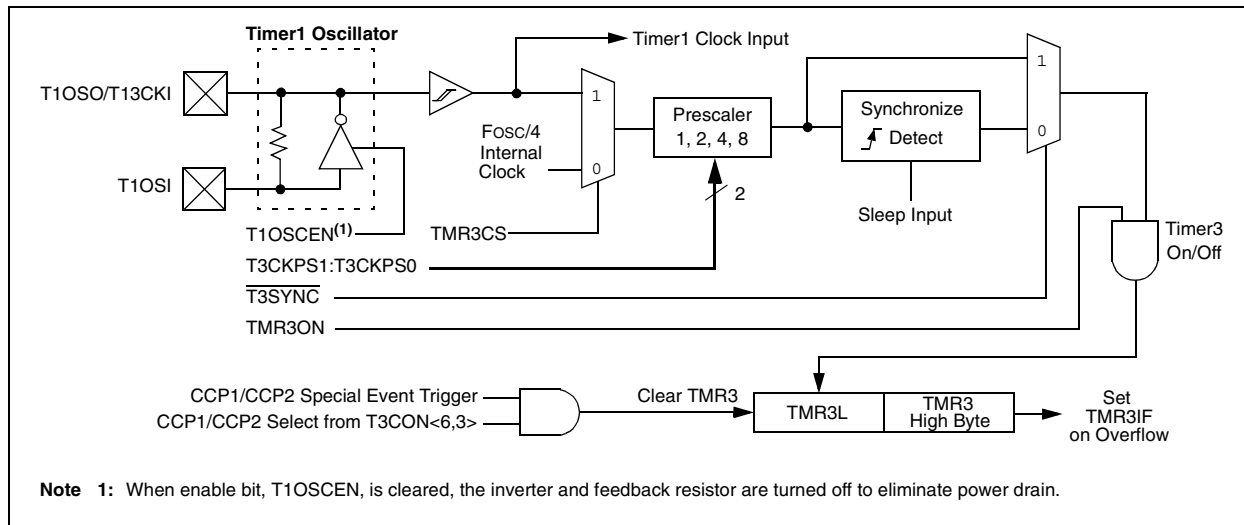 Timer1 Oscillator
Timer1 Clock Input
T1OSO/T13CKI
1
FOSC/4
Internal
Clock
0
Prescaler
1, 2, 4, 8
2
Synchronize
Detect
1
0
Sleep Input
T1OSI
T1OSCEN(1)
TMR3CS
T3CKPS1:T3CKPS0
T3SYNC
TMR3ON
Timer3
On/Off
CCP1/CCP2 Special Event Trigger
CCP1/CCP2 Select from T3CON<6,3>
Clear TMR3
TMR3L
TMR3
High Byte
Set
TMR3IF
on Overflow
Note 1: When enable bit, T1OSCEN, is cleared, the inverter and feedback resistor are turned off to eliminate power drain.